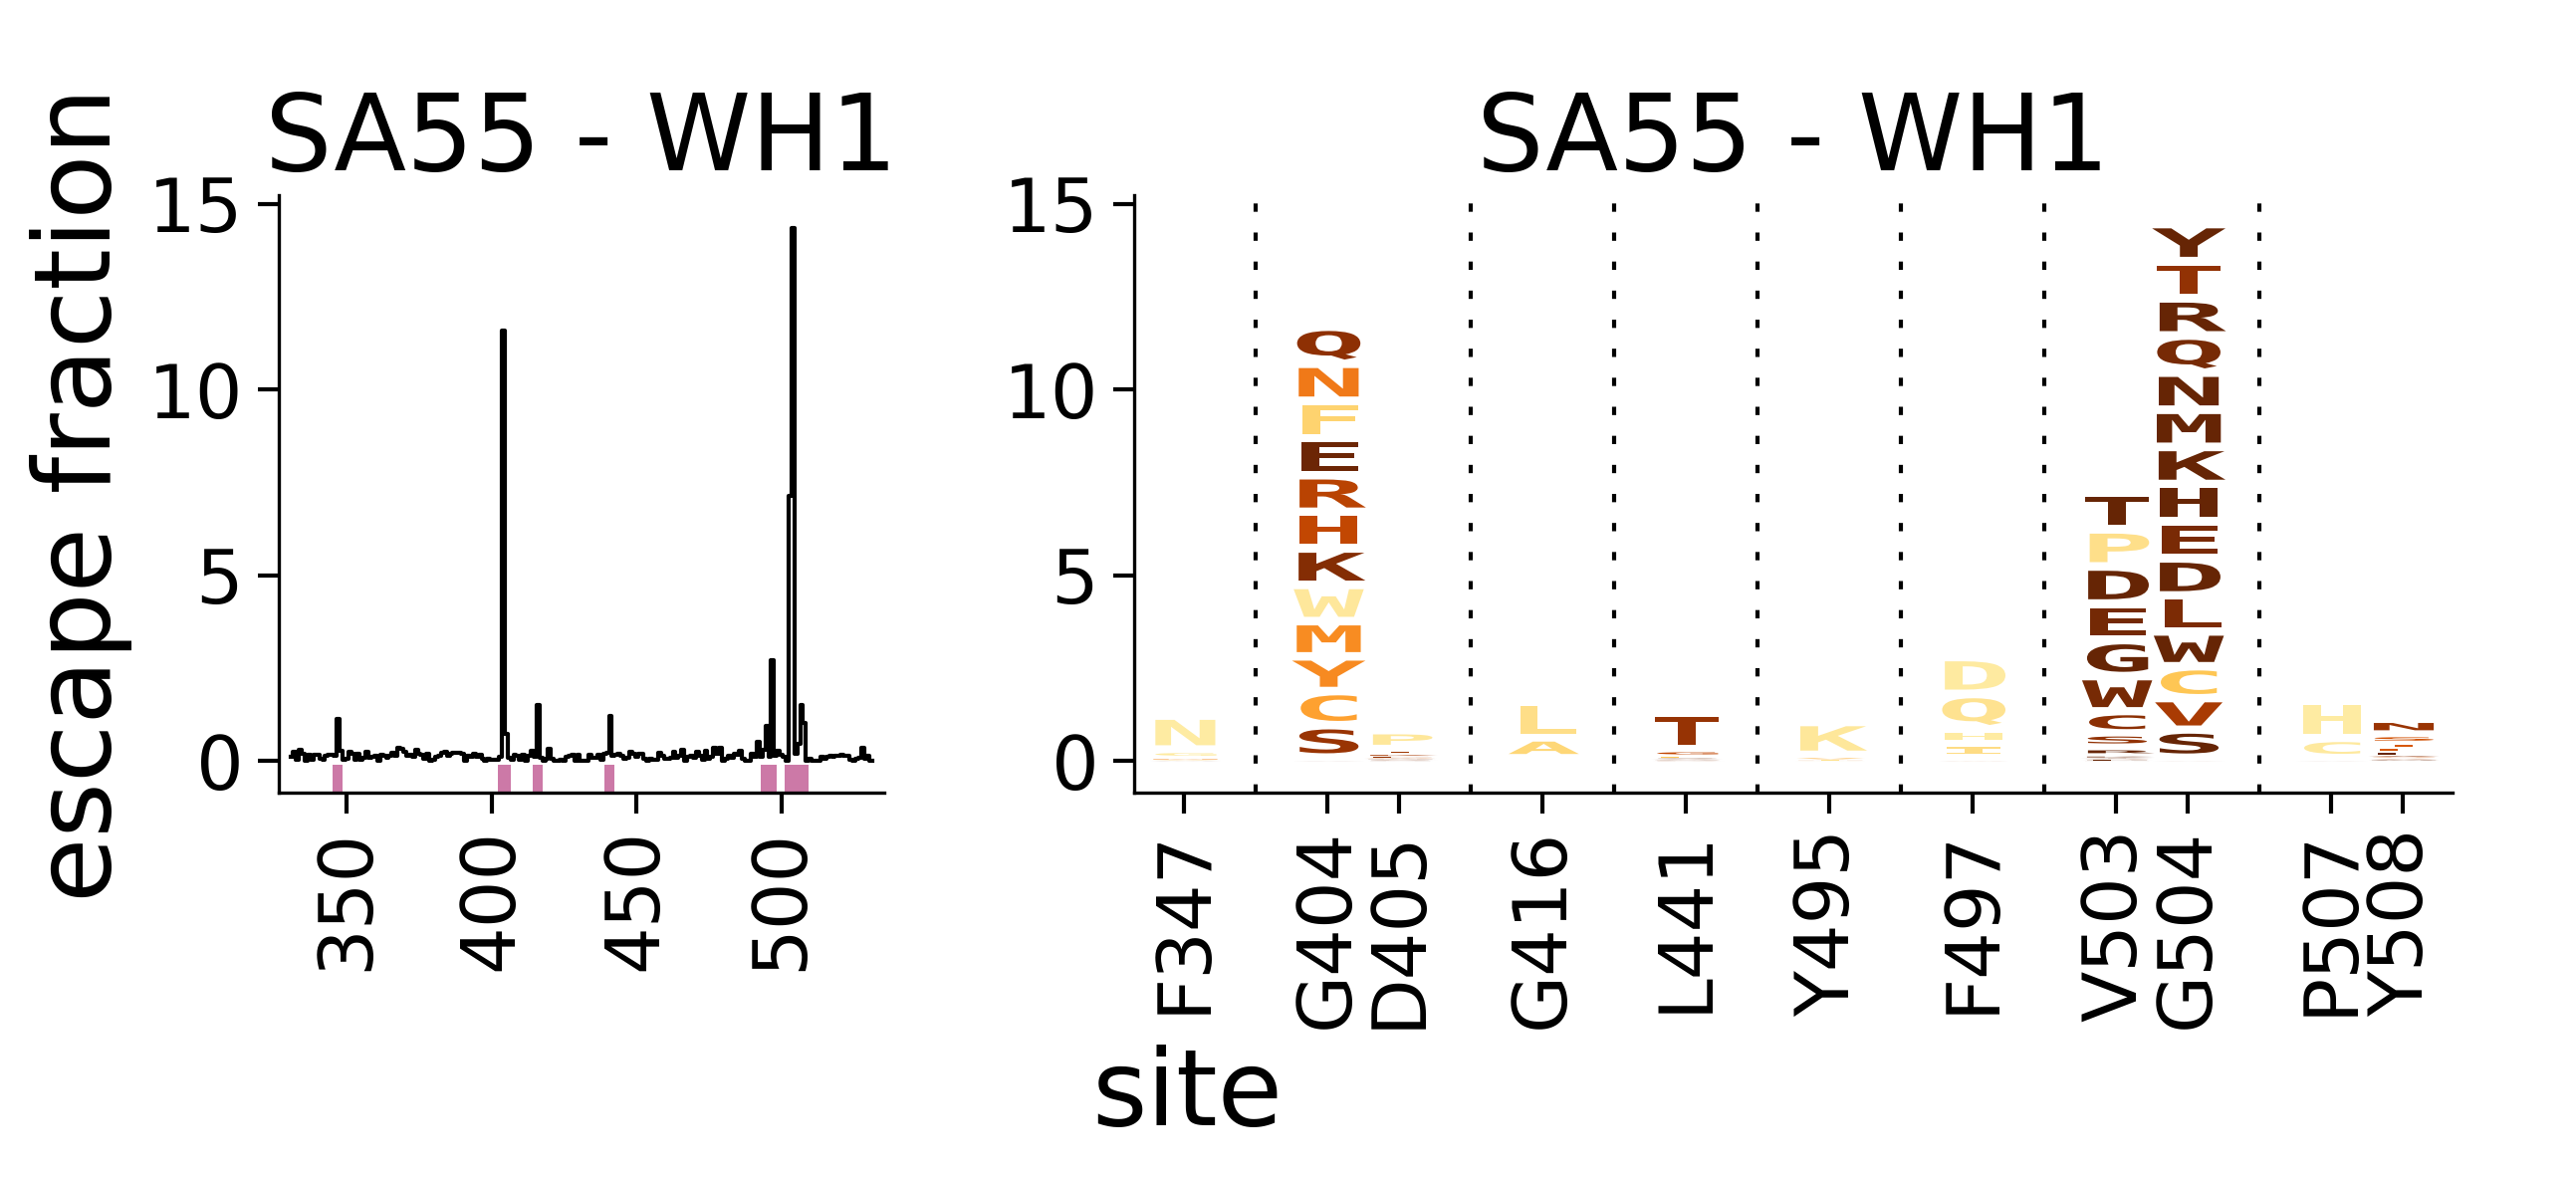 SA55 - WH1
SA55 - WH1
escape fraction
15
10
5
0
350
400
450
500
15
10
5
0
N
Q
N
F
E
R
H
K
W
M
Y
C
S
P
L
A
T
K
D
Q
H
I
T
P
D
E
G
W
C
S
Y
T
R
Q
N
M
K
H
E
D
L
W
C
V
S
H
C
N
F347
G404
D405
G416
L441
Y495
F497
V503
G504
P507
Y508
site